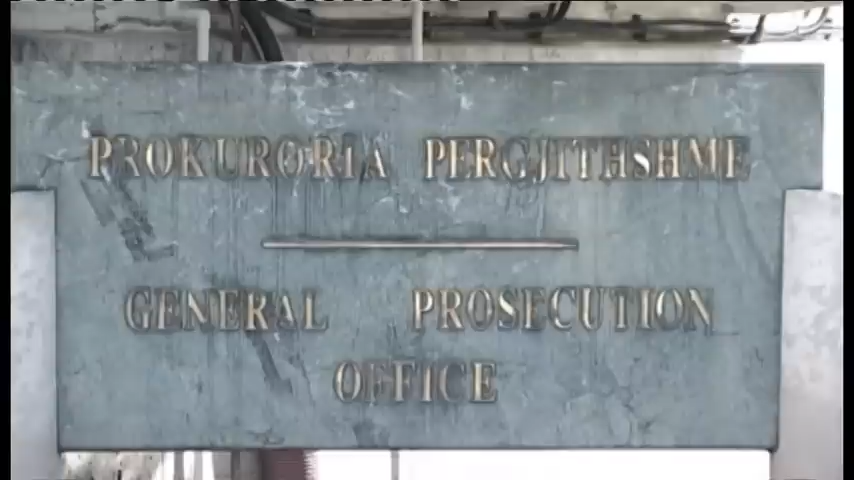 PROKURORIA PERGJITHSHME
GENERAL PROSECUTION
OFFICE